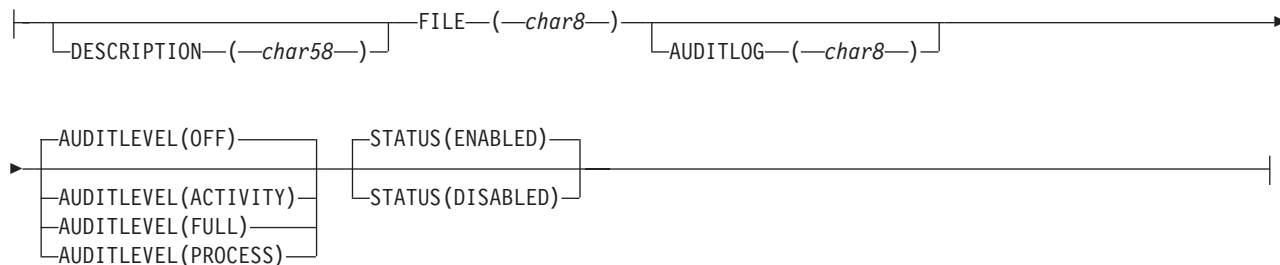 FILE (char8)
DESCRIPTION (char58) AUDITLOG (char8)
AUDITLEVEL(OFF) STATUS(ENABLED)
AUDITLEVEL(ACTIVITY) STATUS(DISABLED)
AUDITLEVEL(FULL)
AUDITLEVEL(PROCESS)